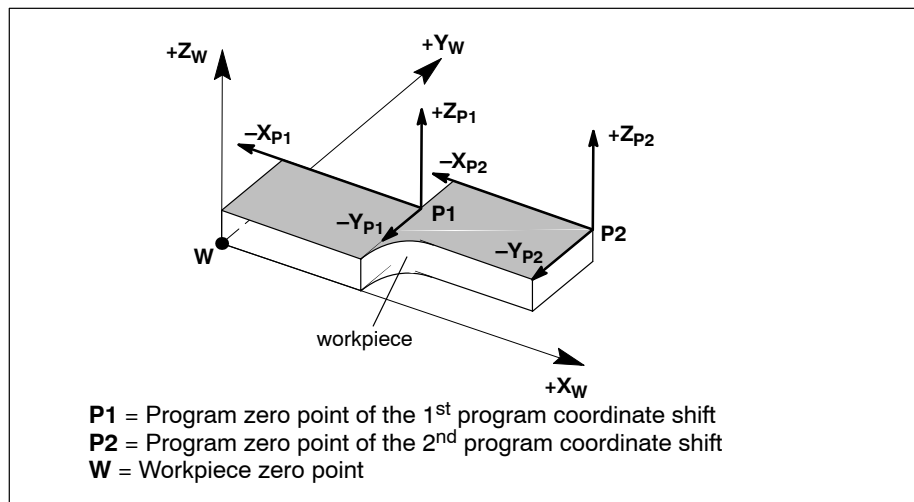 +Y_W
+Z_W
+Z_P1
–X_P1
+Z_P2
–X_P2
–Y_P1
P1
P2
–Y_P2
W
workpiece
+X_W
P1 = Program zero point of the 1st program coordinate shift
P2 = Program zero point of the 2nd program coordinate shift
W = Workpiece zero point